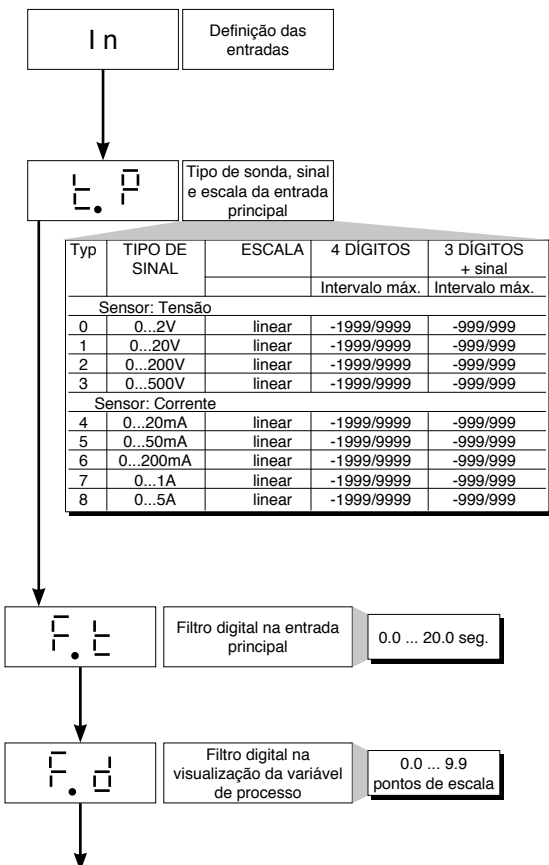 In
Definição das
entradas
t.P
Tipo de sonda, sinal
e escala da entrada
principal
Typ TIPO DE SINAL ESCALA 4 DÍGITOS 3 DÍGITOS + sinal
Intervalo máx. Intervalo máx.
Sensor: Tensão
0 0...2V linear -1999/9999 -999/999
1 0...20V linear -1999/9999 -999/999
2 0...200V linear -1999/9999 -999/999
3 0...500V linear -1999/9999 -999/999
Sensor: Corrente
4 0...20mA linear -1999/9999 -999/999
5 0...50mA linear -1999/9999 -999/999
6 0...200mA linear -1999/9999 -999/999
7 0...1A linear -1999/9999 -999/999
8 0...5A linear -1999/9999 -999/999
F.t
Filtro digital na entrada
principal
0.0 ... 20.0 seg.
F.d
Filtro digital na
visualização da variável
de processo
0.0 ... 9.9
pontos de escala